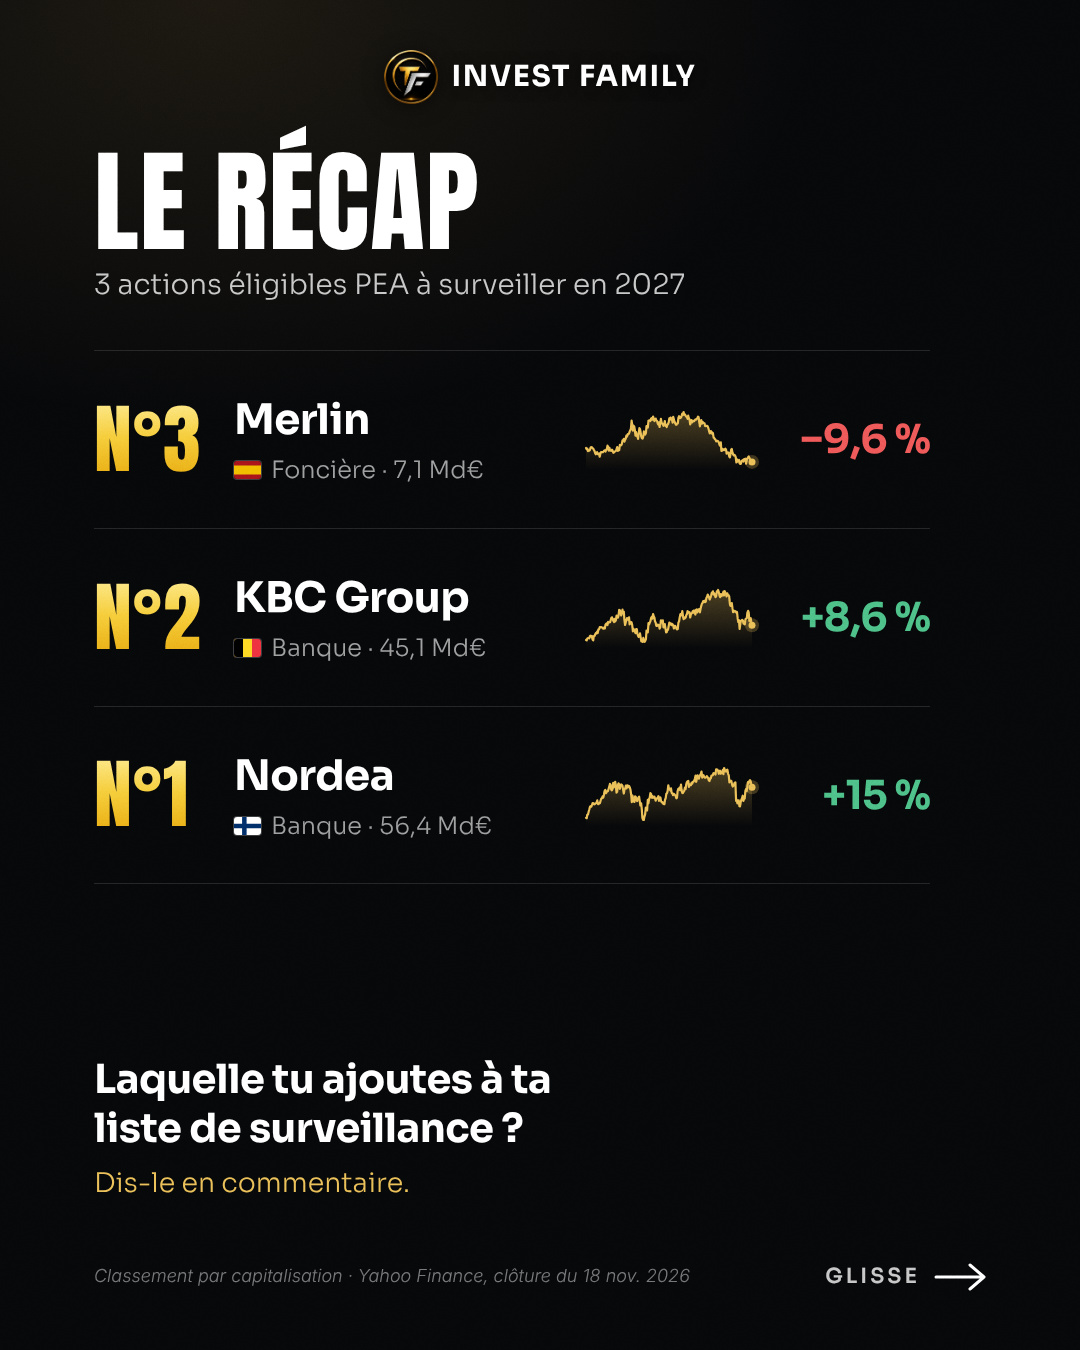 INVEST FAMILY
LE RÉCAP
3 actions éligibles PEA à surveiller en 2027
N°3
Merlin
Foncière · 7,1 Md€
−9,6 %
N°2
KBC Group
Banque · 45,1 Md€
+8,6 %
N°1
Nordea
Banque · 56,4 Md€
+15 %
Laquelle tu ajoutes à ta
liste de surveillance ?
Dis-le en commentaire.
Classement par capitalisation · Yahoo Finance, clôture du 18 nov. 2026
GLISSE